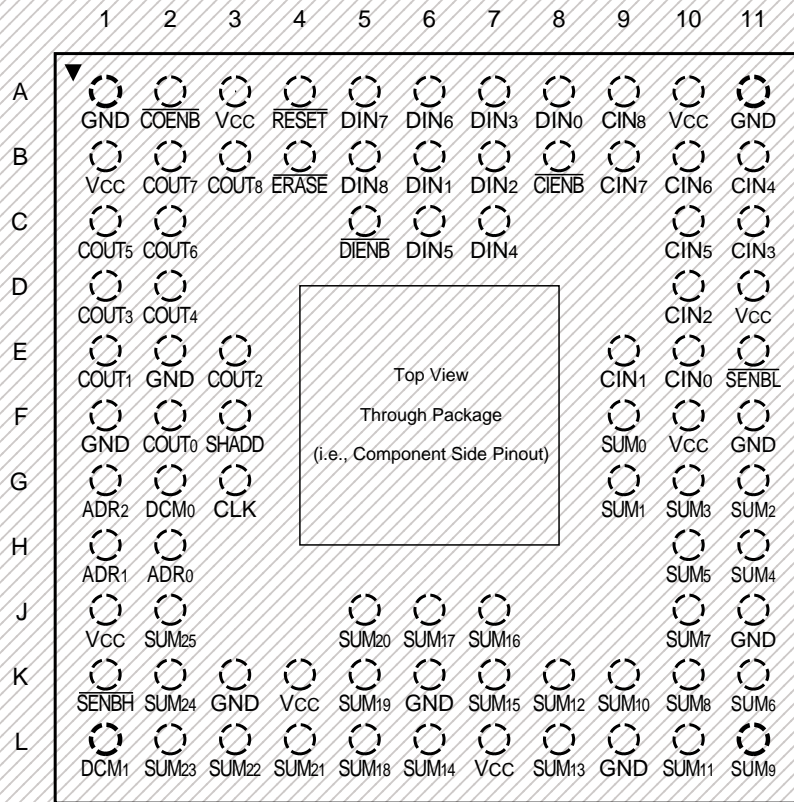 1 2 3 4 5 6 7 8 9 10 11
A
GND COENB VCC RESET DIN7 DIN6 DIN3 DIN0 CIN8 VCC GND
B
VCC COUT7 COUT8 ERASE DIN8 DIN1 DIN2 CIENB CIN7 CIN6 CIN4
C
COUT5 COUT6 DIENB DIN5 DIN4 CIN5 CIN3
D
COUT3 COUT4 CIN2 VCC
E
COUT1 GND COUT2 CIN1 CIN0 SENBL
Top View
Through Package
(i.e., Component Side Pinout)
F
GND COUT0 SHADD SUM0 VCC GND
G
ADR2 DCM0 CLK SUM1 SUM3 SUM2
H
ADR1 ADR0 SUM5 SUM4
J
VCC SUM25 SUM20 SUM17 SUM16 SUM7 GND
K
SENBH SUM24 GND VCC SUM19 GND SUM15 SUM12 SUM10 SUM8 SUM6
L
DCM1 SUM23 SUM22 SUM21 SUM18 SUM14 VCC SUM13 GND SUM11 SUM9